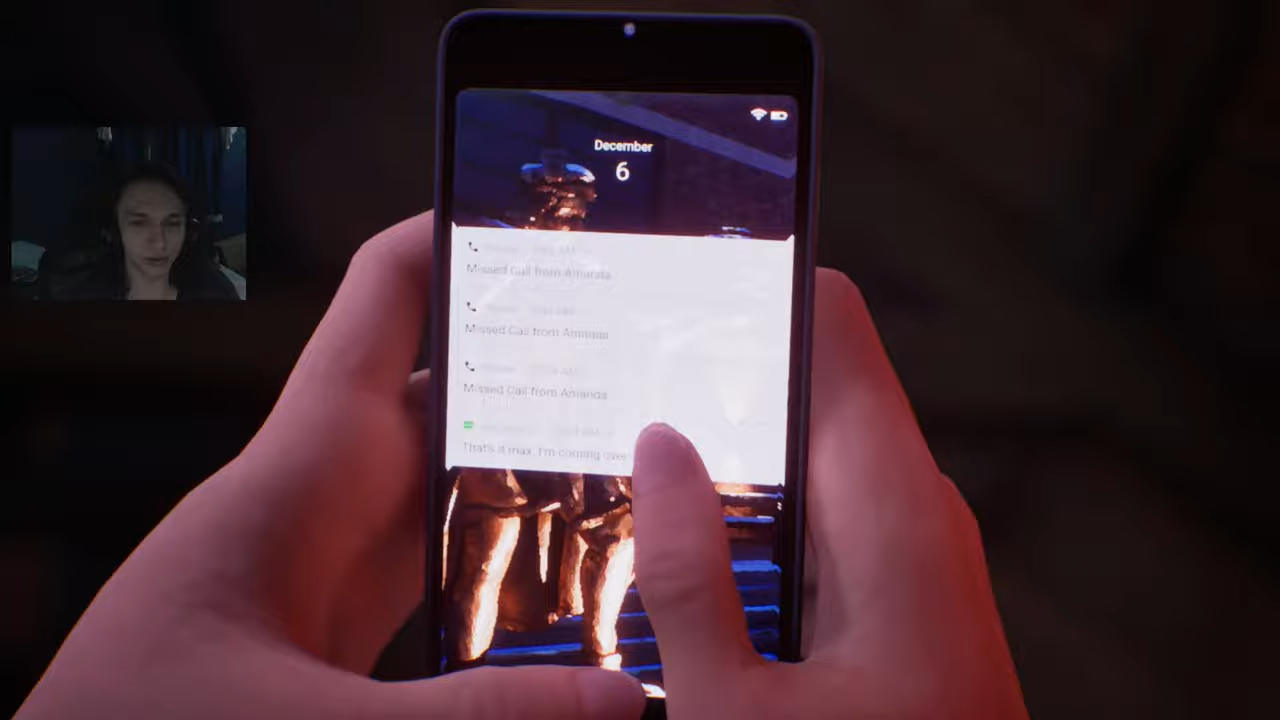 December
6
Missed Call from Amanda
Missed Call from Amanda
Missed Call from Amanda
That's it max, I'm coming over